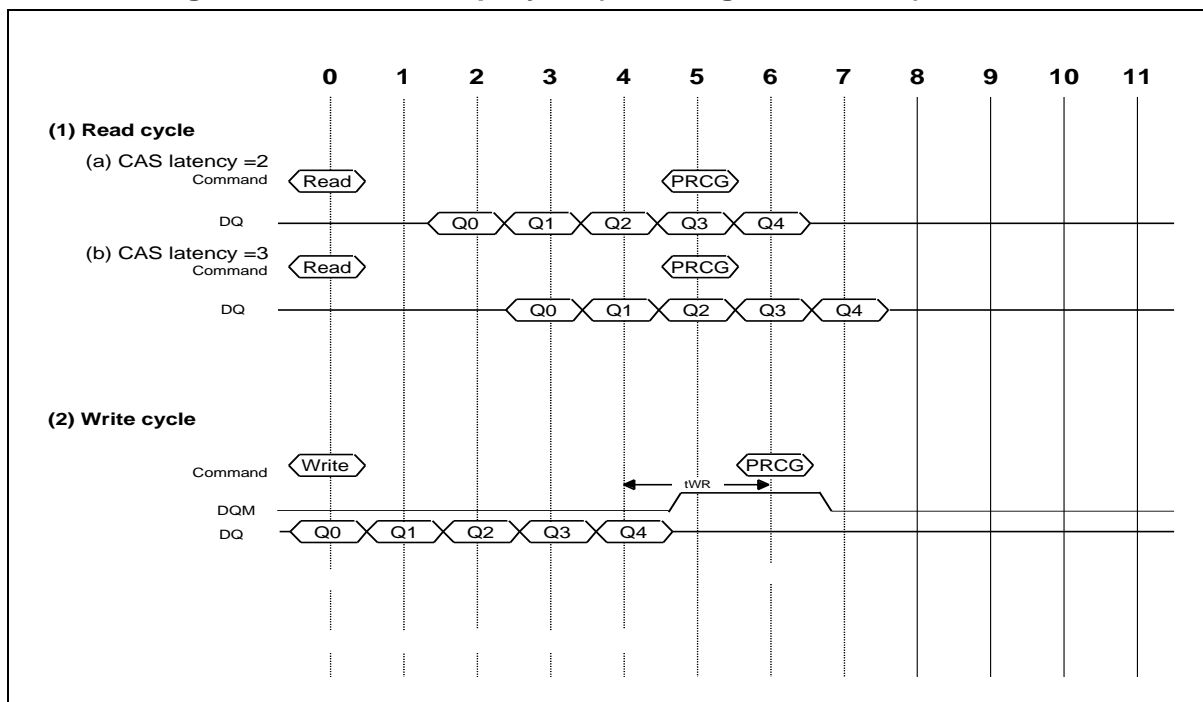 0 1 2 3 4 5 6 7 8 9 10 11
(1) Read cycle
(a) CAS latency =2
Command Read PRCG
DQ Q0 Q1 Q2 Q3 Q4
(b) CAS latency =3
Command Read PRCG
DQ Q0 Q1 Q2 Q3 Q4
(2) Write cycle
Command Write PRCG
tWR
DQM
DQ Q0 Q1 Q2 Q3 Q4